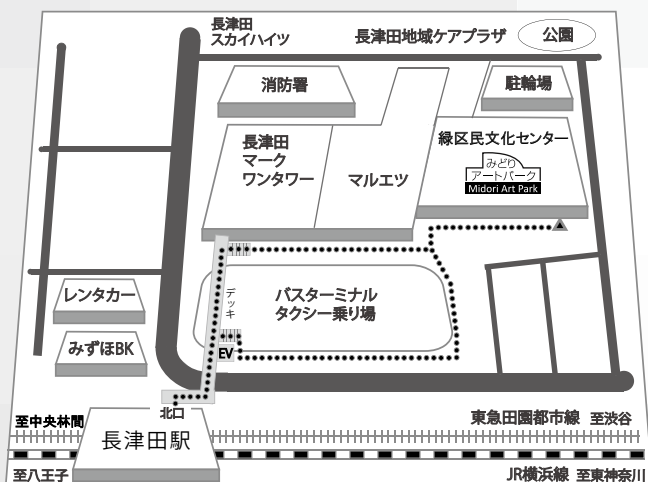 長津田
スカイハイツ
長津田地域ケアプラザ
公園
消防署
駐輪場
長津田
マーク
ワンタワー
マルエツ
緑区民文化センター
みどり
アートパーク
Midori Art Park
レンタカー
デッキ
バスターミナル
タクシー乗り場
みずほBK
EV
北口
至中央林間
長津田駅
東急田園都市線 至渋谷
至八王子
JR横浜線 至東神奈川